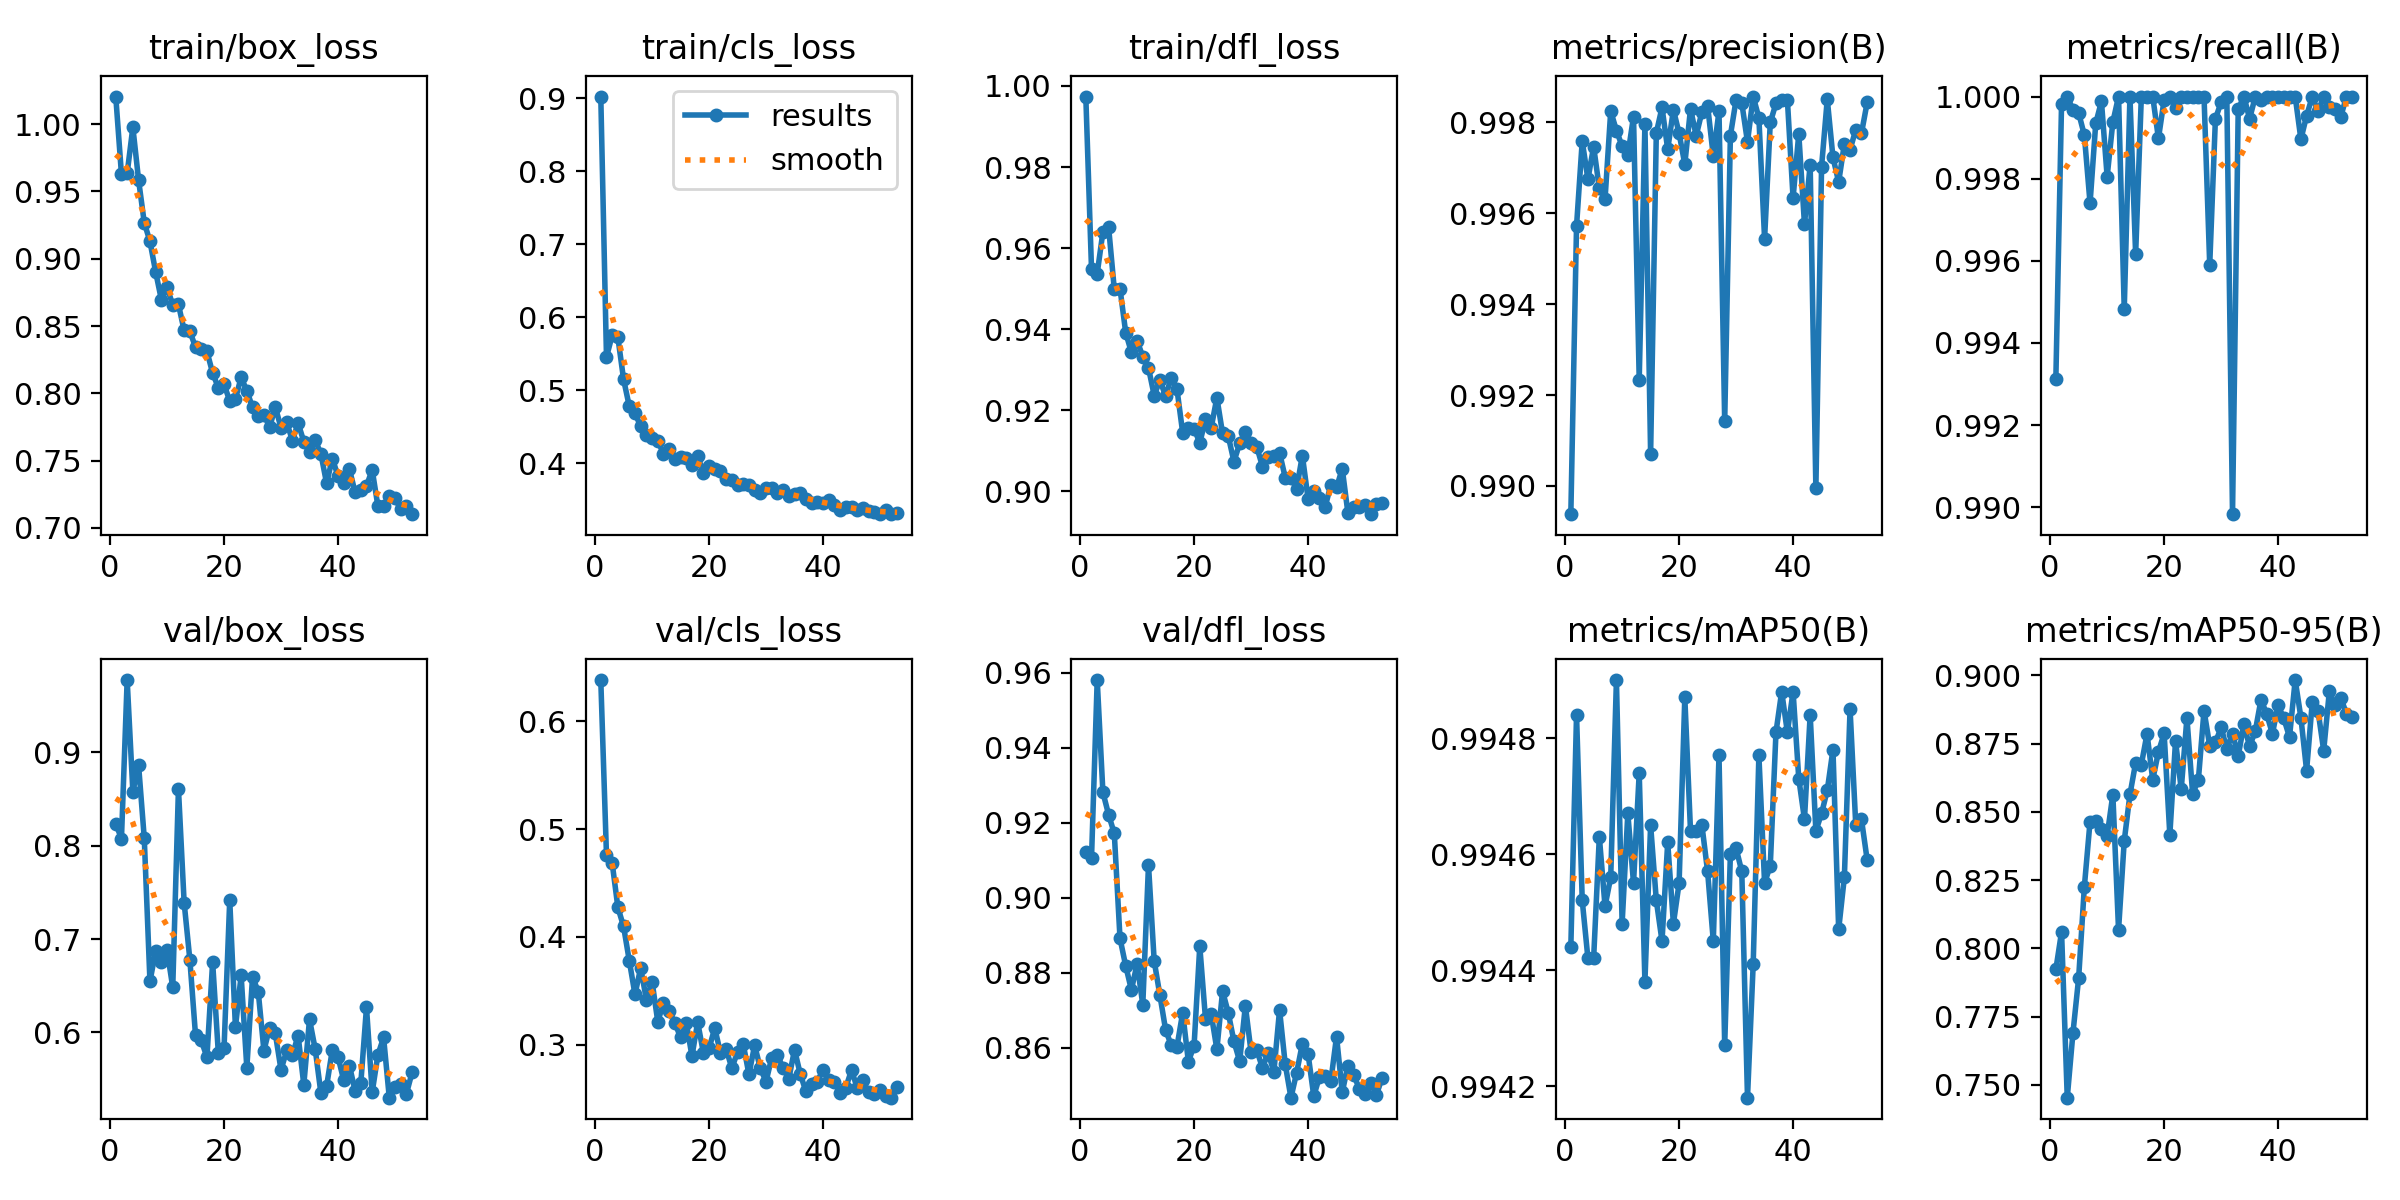 train/box_loss
1.00
0.95
0.90
0.85
0.80
0.75
0.70
0 20 40
train/cls_loss
results
smooth
0.9
0.8
0.7
0.6
0.5
0.4
0 20 40
train/dfl_loss
1.00
0.98
0.96
0.94
0.92
0.90
0 20 40
metrics/precision(B)
0.998
0.996
0.994
0.992
0.990
0 20 40
metrics/recall(B)
1.000
0.998
0.996
0.994
0.992
0.990
0 20 40
val/box_loss
0.9
0.8
0.7
0.6
0 20 40
val/cls_loss
0.6
0.5
0.4
0.3
0 20 40
val/dfl_loss
0.96
0.94
0.92
0.90
0.88
0.86
0 20 40
metrics/mAP50(B)
0.9948
0.9946
0.9944
0.9942
0 20 40
metrics/mAP50-95(B)
0.900
0.875
0.850
0.825
0.800
0.775
0.750
0 20 40